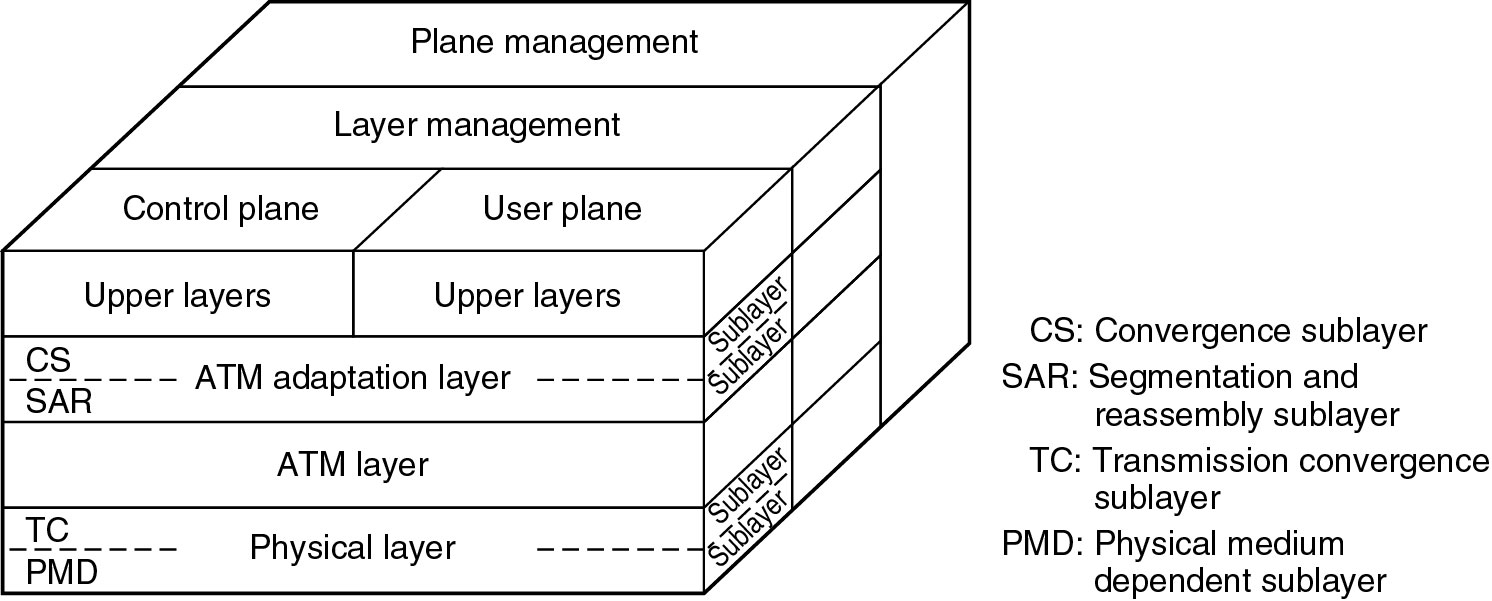 Plane management
Layer management
Control plane
User plane
Upper layers
Upper layers
CS
ATM adaptation layer
SAR
Sublayer
Sublayer
ATM layer
TC
Physical layer
PMD
Sublayer
Sublayer
CS: Convergence sublayer
SAR: Segmentation and
reassembly sublayer
TC: Transmission convergence
sublayer
PMD: Physical medium
dependent sublayer